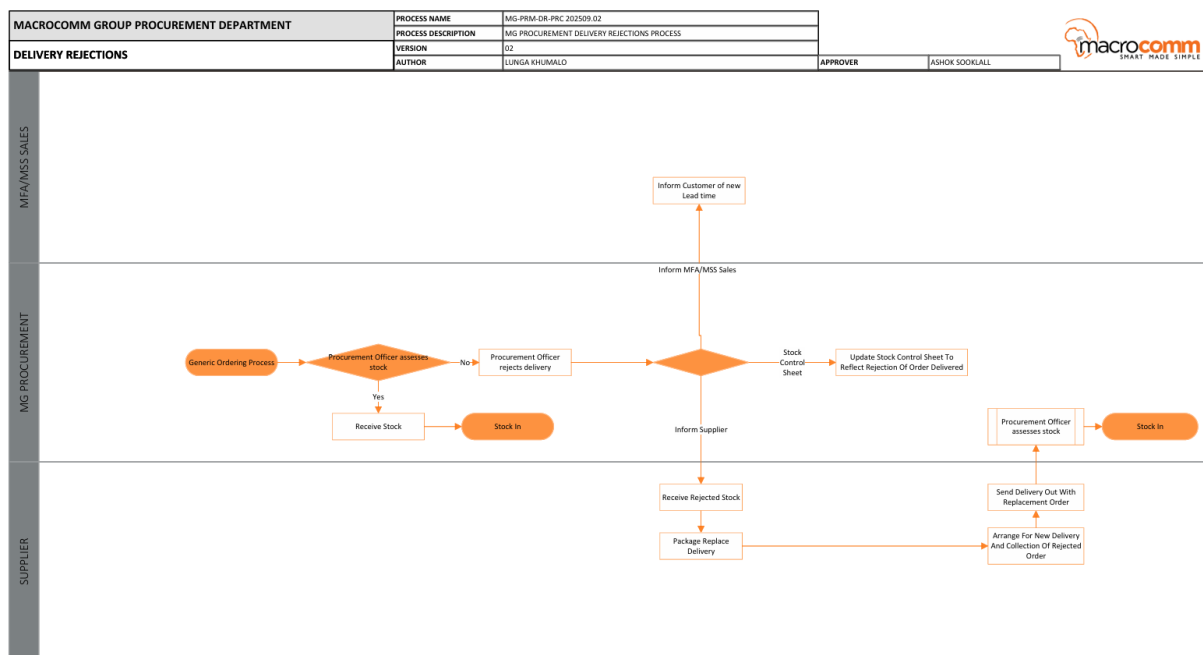 MACROCOMM GROUP PROCUREMENT DEPARTMENT
PROCESS NAME MG-PRM-DR-PRC 202509.02
PROCESS DESCRIPTION MG PROCUREMENT DELIVERY REJECTIONS PROCESS
DELIVERY REJECTIONS
VERSION 02
AUTHOR LUNGA KHUMALO APPROVER ASHOK SOOKLALL
macrocomm
SMART MADE SIMPLE
MFA/MSS SALES
Inform Customer of new
Lead time
Inform MFA/MSS Sales
MG PROCUREMENT
Generic Ordering Process
Procurement Officer assesses
stock
No
Procurement Officer
rejects delivery
Stock
Control
Sheet
Update Stock Control Sheet To
Reflect Rejection Of Order Delivered
Yes
Receive Stock
Stock In
Inform Supplier
Procurement Officer
assesses stock
Stock In
SUPPLIER
Receive Rejected Stock
Package Replace
Delivery
Send Delivery Out With
Replacement Order
Arrange For New Delivery
And Collection Of Rejected
Order